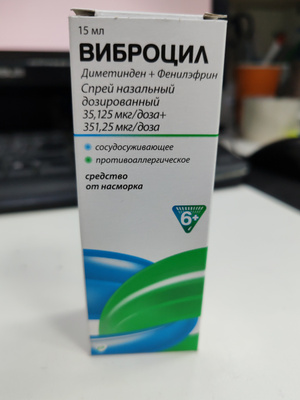 15 мл
ВИБРОЦИЛ
Диметинден + Фенилэфрин
Спрей назальный
дозированный
35,125 мкг/доза+
351,25 мкг/доза
сосудосуживающее
противоаллергическое
средство
от насморка
6+